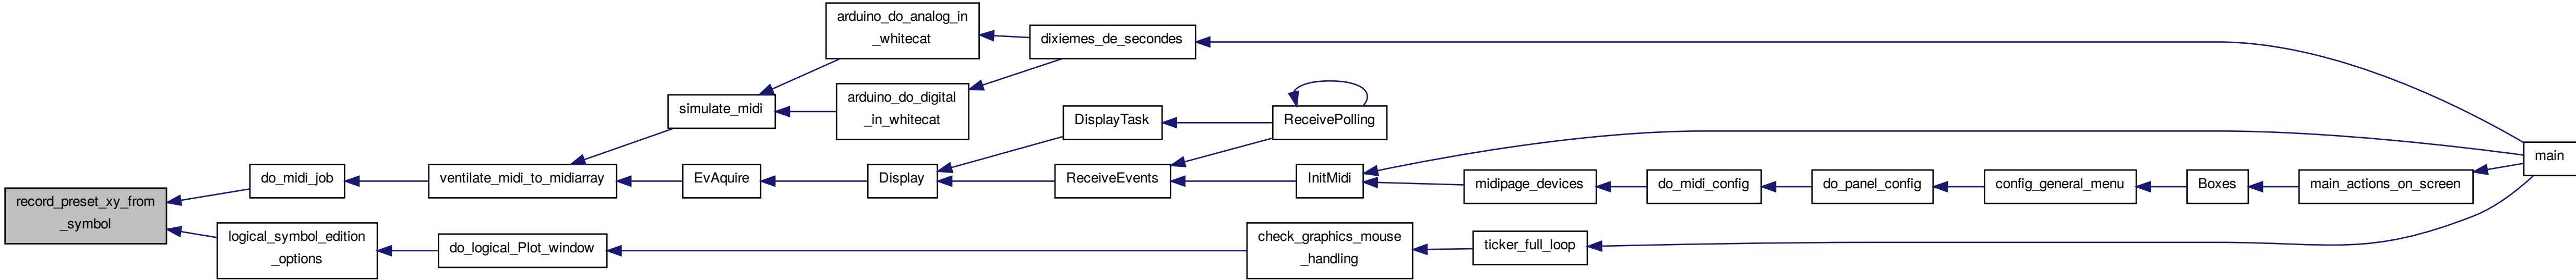 arduino_do_analog_in
_whitecat
dixiemes_de_secondes
simulate_midi
arduino_do_digital
_in_whitecat
DisplayTask
ReceivePolling
main
do_midi_job
ventilate_midi_to_midiarray
EvAquire
Display
ReceiveEvents
InitMidi
midipage_devices
do_midi_config
do_panel_config
config_general_menu
Boxes
main_actions_on_screen
record_preset_xy_from
_symbol
logical_symbol_edition
_options
do_logical_Plot_window
check_graphics_mouse
_handling
ticker_full_loop